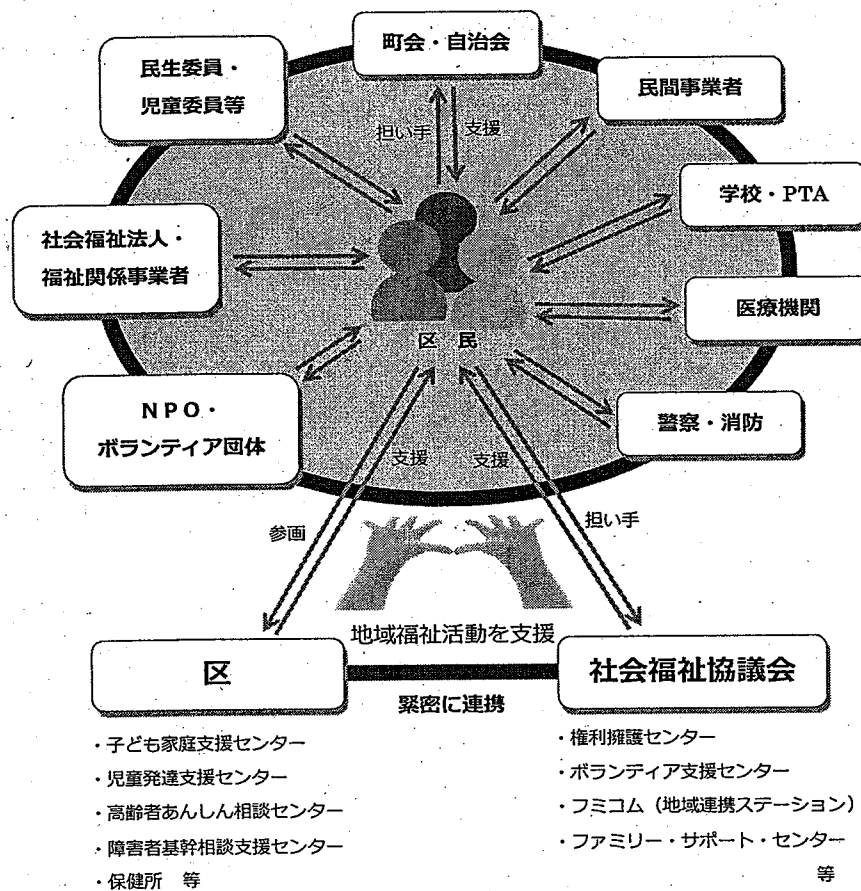 町会・自治会
民生委員・
児童委員等
民間事業者
担い手
支援
学校・PTA
社会福祉法人・
福祉関係事業者
医療機関
区 民
NPO・
ボランティア団体
警察・消防
支援
支援
参画
担い手
地域福祉活動を支援
区
社会福祉協議会
緊密に連携
・子ども家庭支援センター
・児童発達支援センター
・高齢者あんしん相談センター
・障害者基幹相談支援センター
・保健所 等
・権利擁護センター
・ボランティア支援センター
・フミコム(地域連携ステーション)
・ファミリー・サポート・センター
等